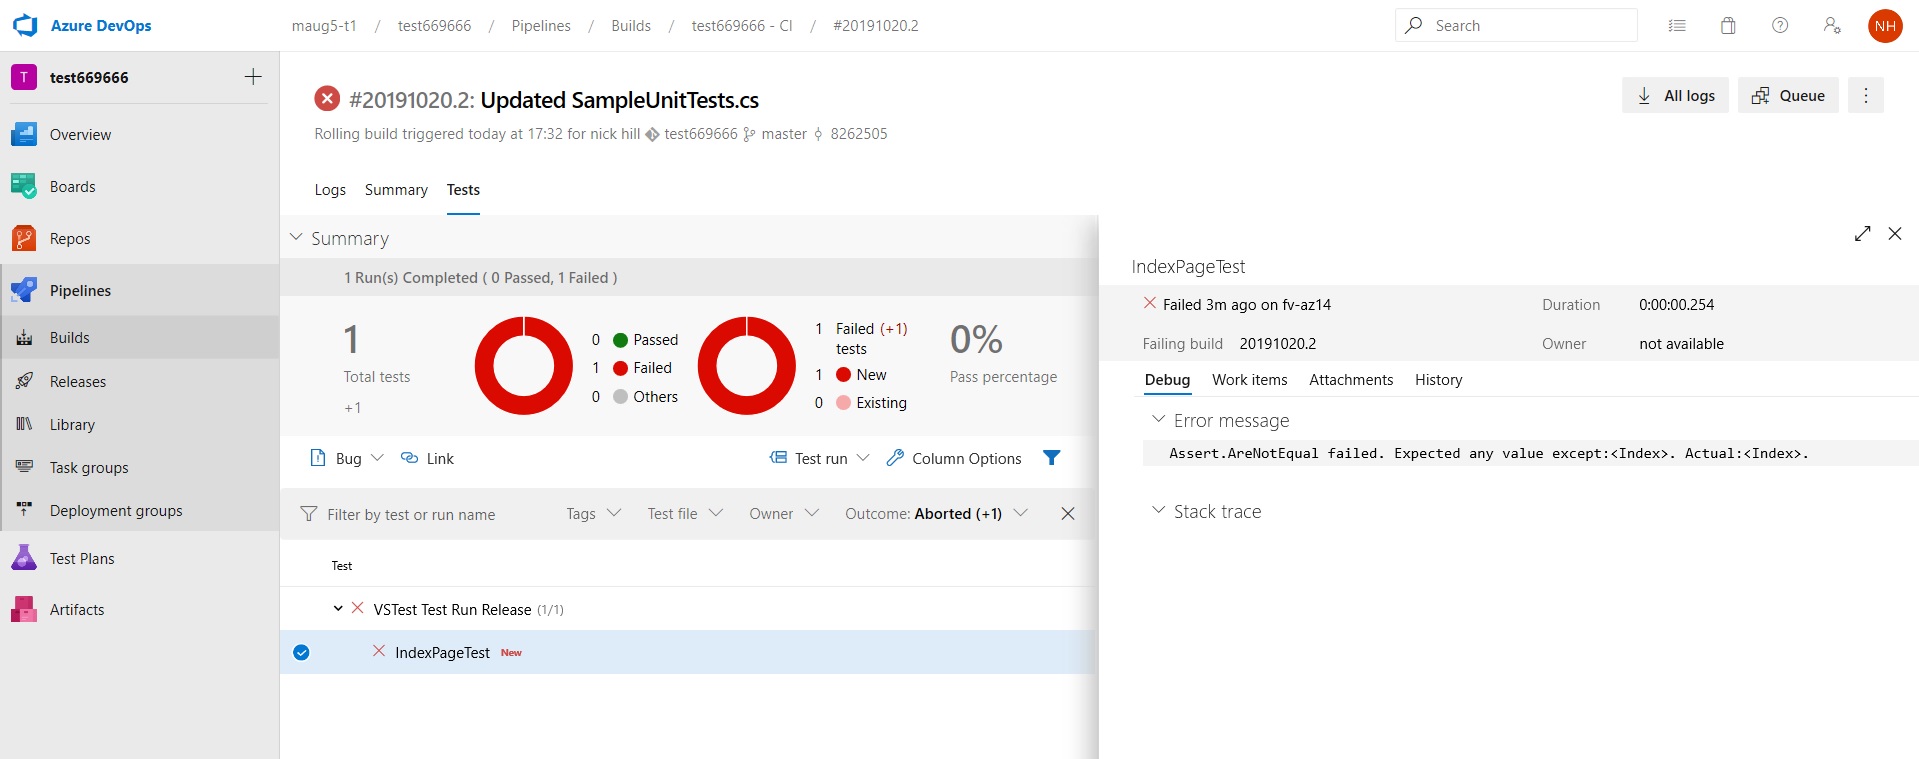 Azure DevOps
maug5-t1 / test669666 / Pipelines / Builds / test669666 - CI / #20191020.2
Search
NH
T test669666
Overview
Boards
Repos
Pipelines
Builds
Releases
Library
Task groups
Deployment groups
Test Plans
Artifacts
#20191020.2: Updated SampleUnitTests.cs
Rolling build triggered today at 17:32 for nick hill test669666 master 8262505
All logs
Queue
Logs Summary Tests
Summary
1 Run(s) Completed ( 0 Passed, 1 Failed )
1
Total tests
+1
0 Passed
1 Failed
0 Others
1 Failed (+1)
tests
1 New
0 Existing
0%
Pass percentage
Bug Link Test run Column Options
Filter by test or run name Tags Test file Owner Outcome: Aborted (+1)
Test
VSTest Test Run Release (1/1)
IndexPageTest New
IndexPageTest
Failed 3m ago on fv-az14 Duration 0:00:00.254
Failing build 20191020.2 Owner not available
Debug Work items Attachments History
Error message
Assert.AreNotEqual failed. Expected any value except:<Index>. Actual:<Index>.
Stack trace